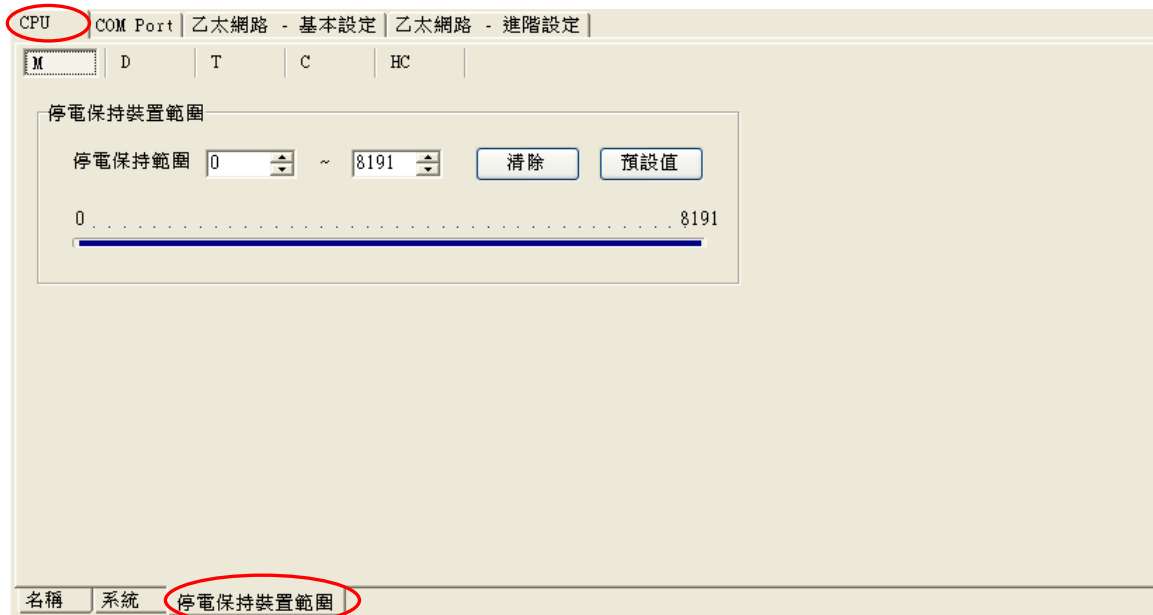 CPU COM Port 乙太網路 - 基本設定 乙太網路 - 進階設定
M D T C HC
停電保持裝置範圍
停電保持範圍 0 ~ 8191 清除 預設值
0 8191
名稱 系統 停電保持裝置範圍